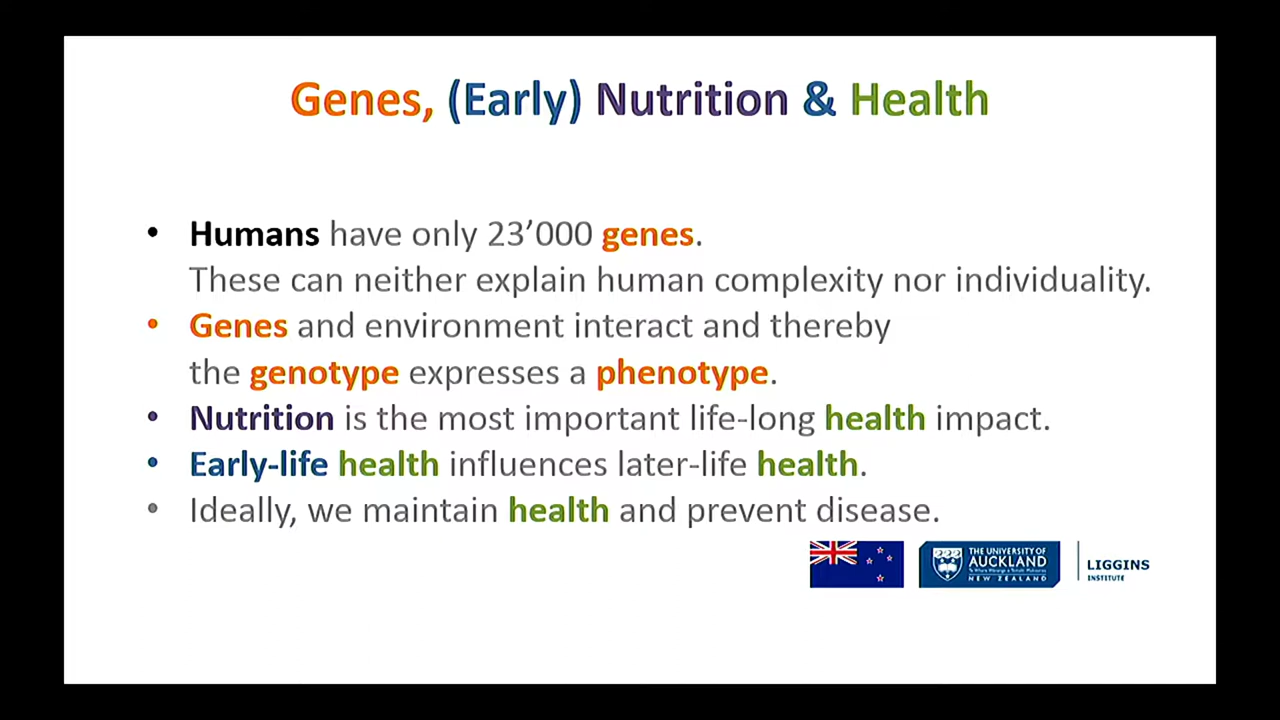 Genes, (Early) Nutrition & Health
• Humans have only 23’000 genes.
These can neither explain human complexity nor individuality.
• Genes and environment interact and thereby
the genotype expresses a phenotype.
• Nutrition is the most important life-long health impact.
• Early-life health influences later-life health.
• Ideally, we maintain health and prevent disease.
THE UNIVERSITY OF
AUCKLAND
NEW ZEALAND
LIGGINS
INSTITUTE